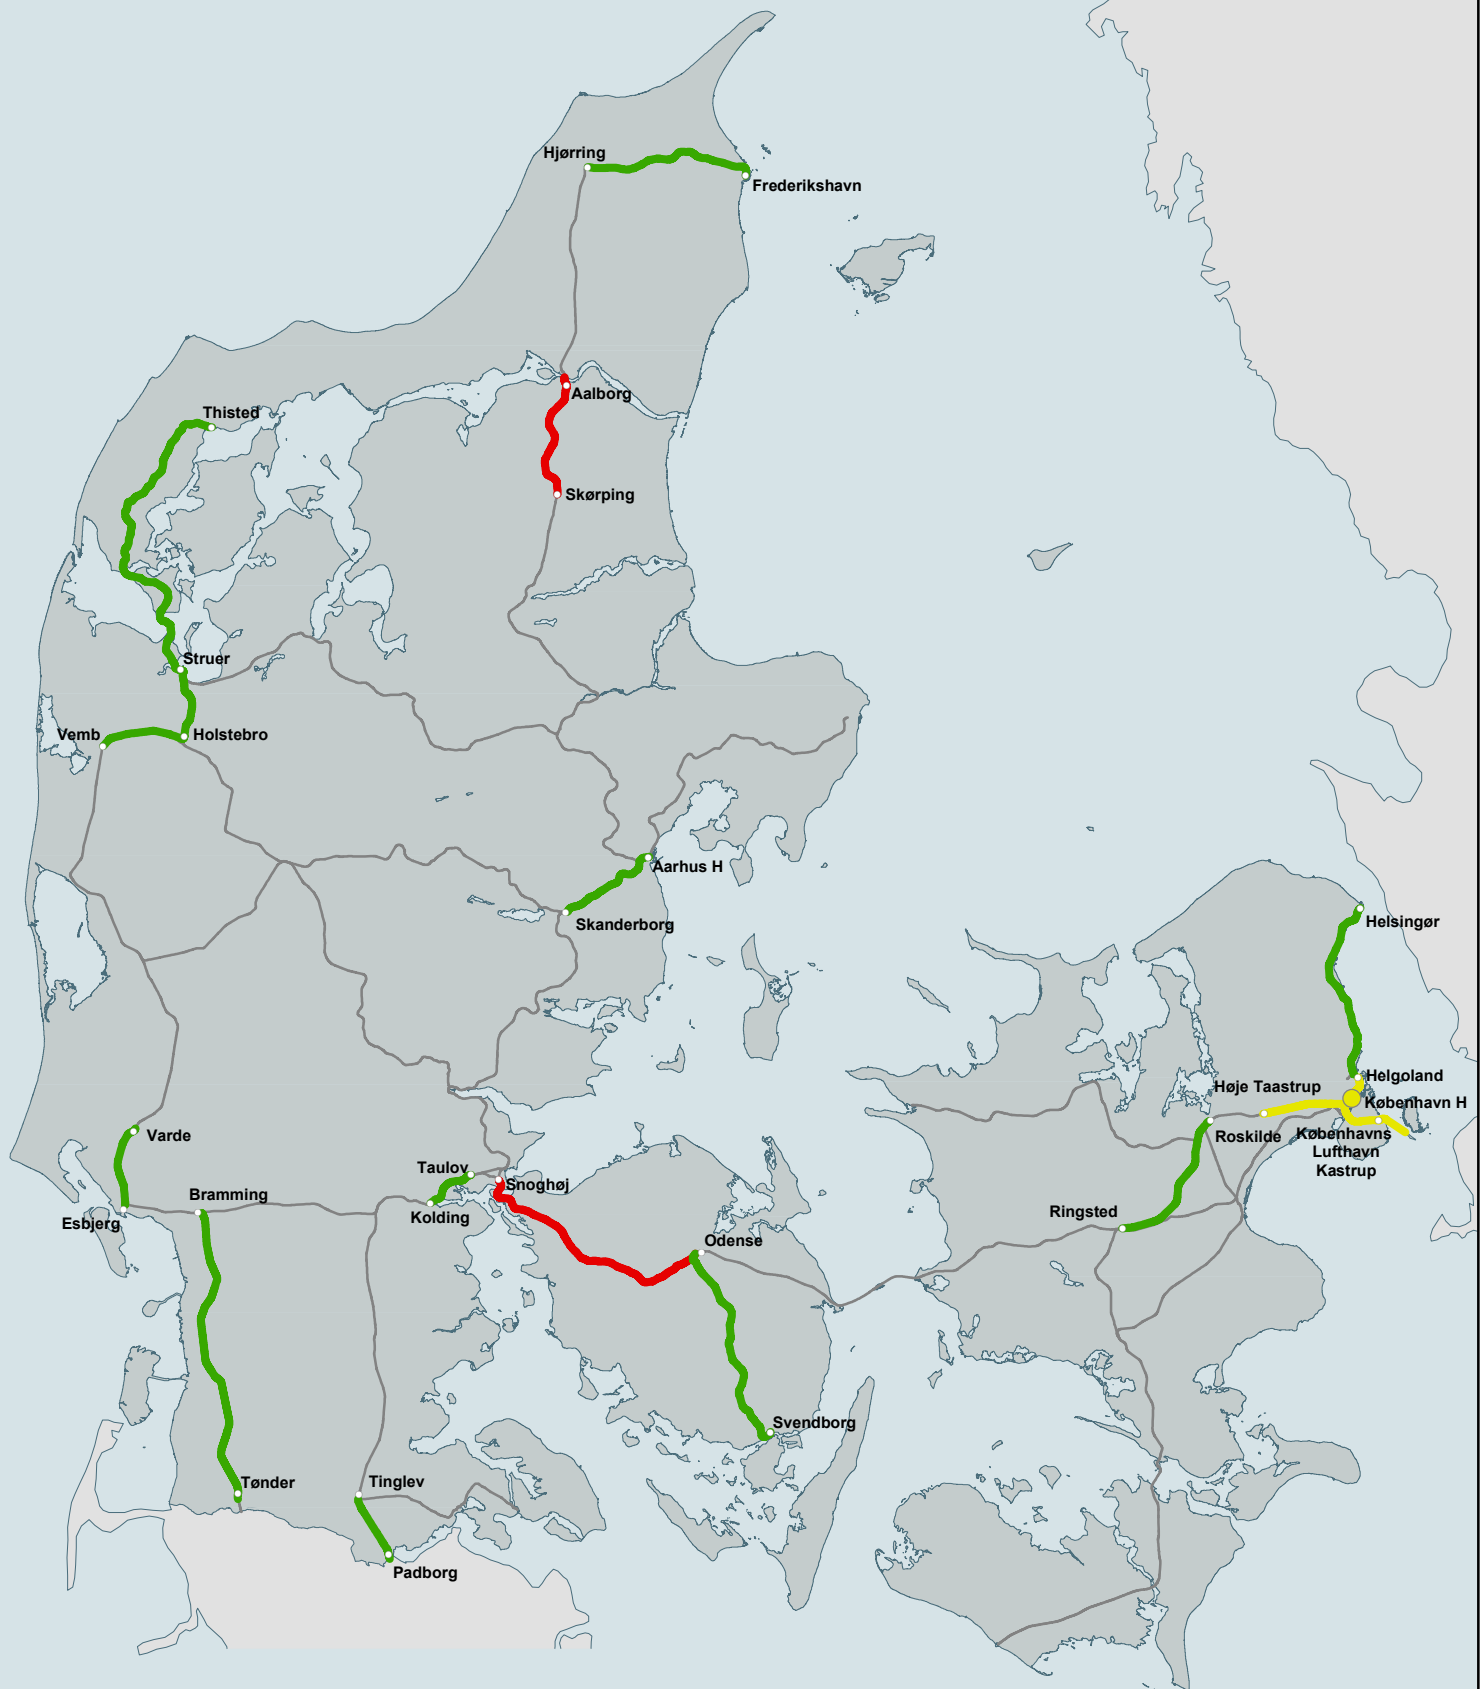 Hjørring
Frederikshavn
Aalborg
Thisted
Skørping
Struer
Vemb
Holstebro
Aarhus H
Skanderborg
Helsingør
Helgoland
Høje Taastrup
København H
Varde
Roskilde
Københavns
Lufthavn
Kastrup
Taulov
Snoghøj
Bramming
Kolding
Esbjerg
Ringsted
Odense
Svendborg
Tønder
Tinglev
Padborg